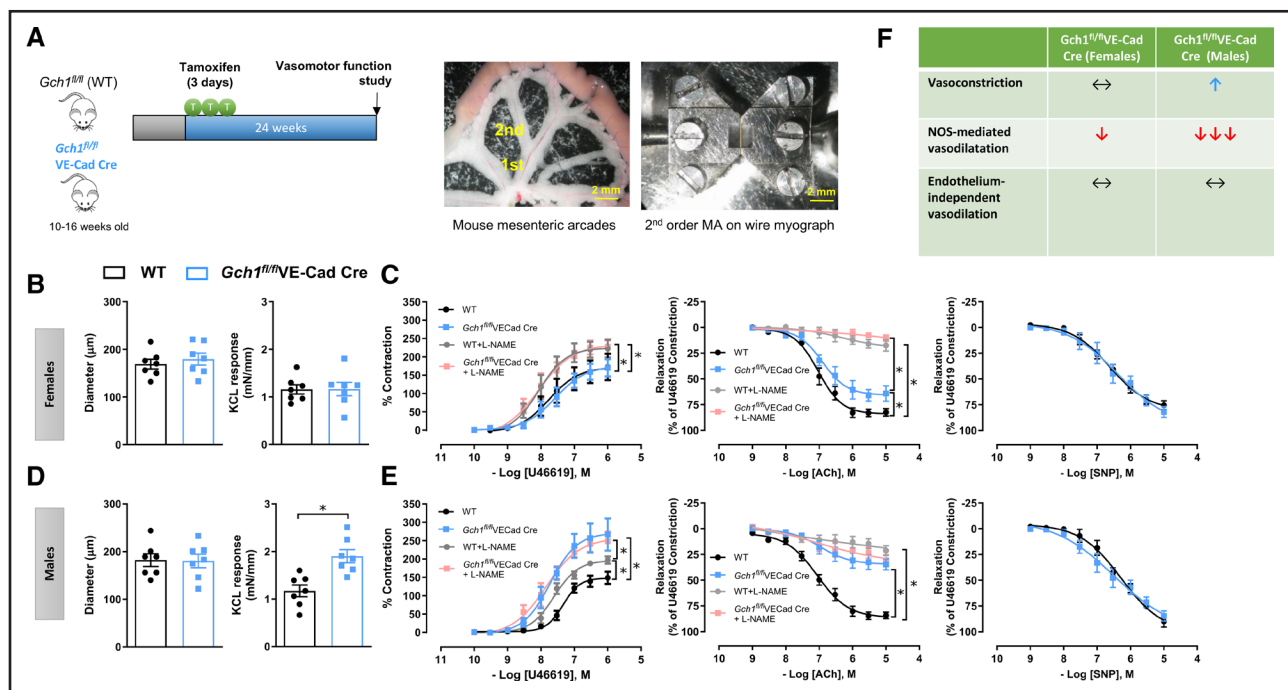 A
Gch1fl/fl (WT)
Gch1fl/fl
VE-Cad Cre
10-16 weeks old
Tamoxifen
(3 days)
T T T
24 weeks
Vasomotor function
study
2nd
1st
2 mm
Mouse mesenteric arcades
2 mm
2nd order MA on wire myograph
F
Gch1fl/flVE-Cad
Cre (Females)
Gch1fl/flVE-Cad
Cre (Males)
Vasoconstriction
↔ ↑
NOS-mediated
vasodilatation
↓ ↓↓↓
Endothelium-
independent
vasodilation
↔ ↔
WT
Gch1fl/flVE-Cad Cre
B
Females
Diameter (µm)
300
200
100
0
KCL response
(mN/mm)
3
2
1
0
C
% Contraction
300
250
200
150
100
50
0
WT
Gch1fl/flVECad Cre
WT+L-NAME
Gch1fl/flVECad Cre
+ L-NAME
* * *
11 10 9 8 7 6 5
- Log [U46619], M
Relaxation
(% of U46619 Constriction)
-25
0
25
50
75
100
WT
Gch1fl/flVECad Cre
WT+L-NAME
Gch1fl/flVECad Cre
+ L-NAME
* * *
10 9 8 7 6 5 4
- Log [ACh], M
Relaxation
(% of U46619 Constriction)
-25
0
25
50
75
100
10 9 8 7 6 5 4
- Log [SNP], M
D
Males
Diameter (µm)
300
200
100
0
KCL response
(mN/mm)
3
2
1
0
*
E
% Contraction
300
250
200
150
100
50
0
WT
Gch1fl/flVECad Cre
WT+L-NAME
Gch1fl/flVECad Cre
+ L-NAME
* * *
11 10 9 8 7 6 5
- Log [U46619], M
Relaxation
(% of U46619 Constriction)
-25
0
25
50
75
100
WT
Gch1fl/flVECad Cre
WT+L-NAME
Gch1fl/flVECad Cre
+ L-NAME
* *
10 9 8 7 6 5 4
- Log [ACh], M
Relaxation
(% of U46619 Constriction)
-25
0
25
50
75
100
10 9 8 7 6 5 4
- Log [SNP], M